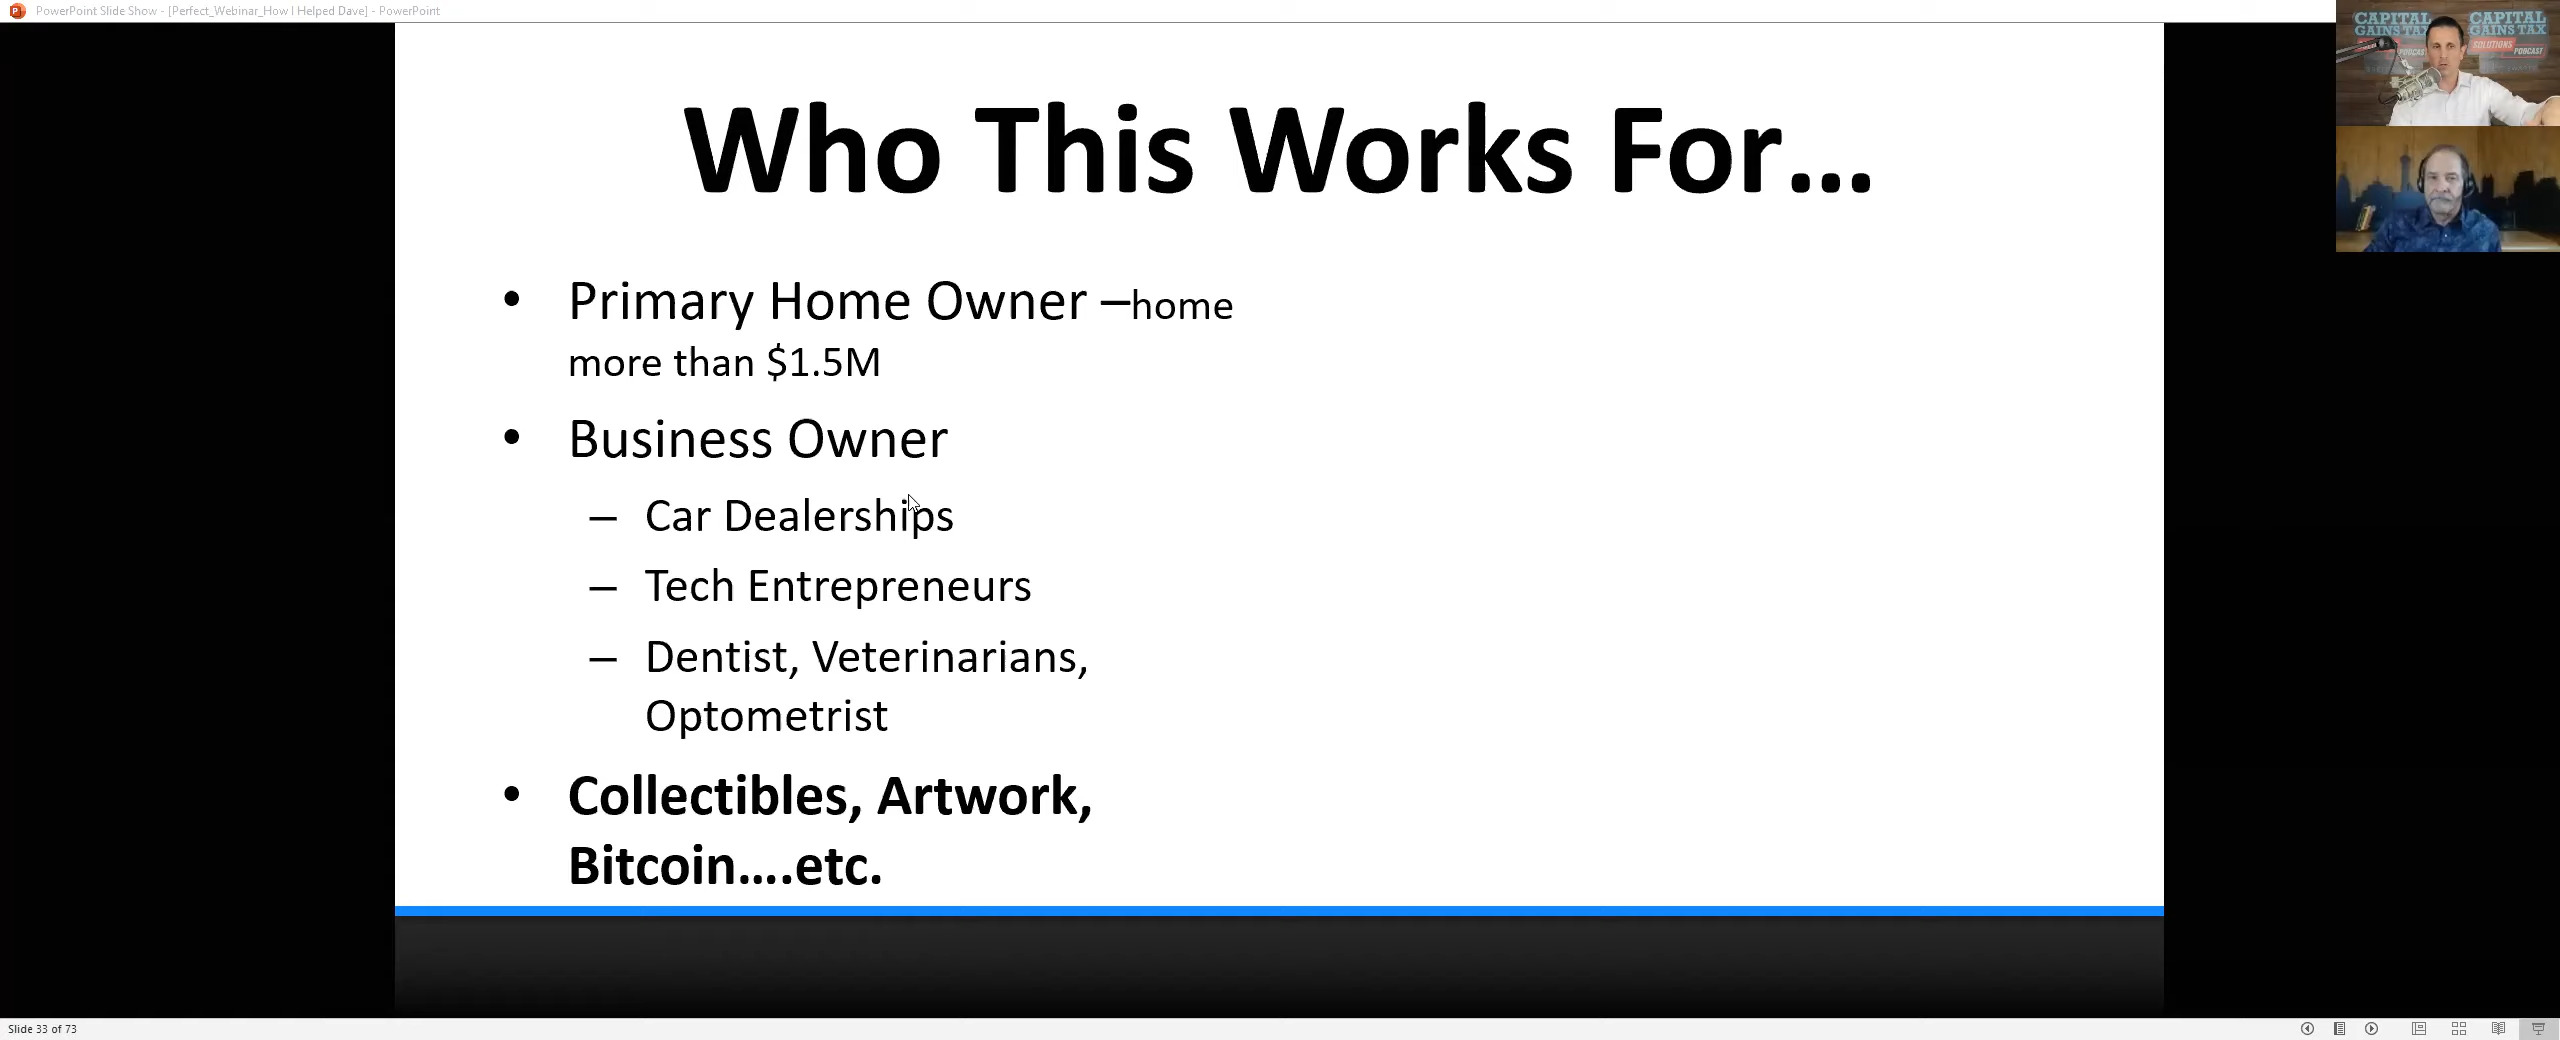 PowerPoint Slide Show - [Perfect_Webinar_How I Helped Dave] - PowerPoint
CAPITAL
GAINS TAX
PODCAST
CAPITAL
GAINS TAX
SOLUTIONS
PODCAST
Who This Works For...
• Primary Home Owner –home
more than $1.5M
• Business Owner
– Car Dealerships
– Tech Entrepreneurs
– Dentist, Veterinarians,
Optometrist
• Collectibles, Artwork,
Bitcoin....etc.
Slide 33 of 73